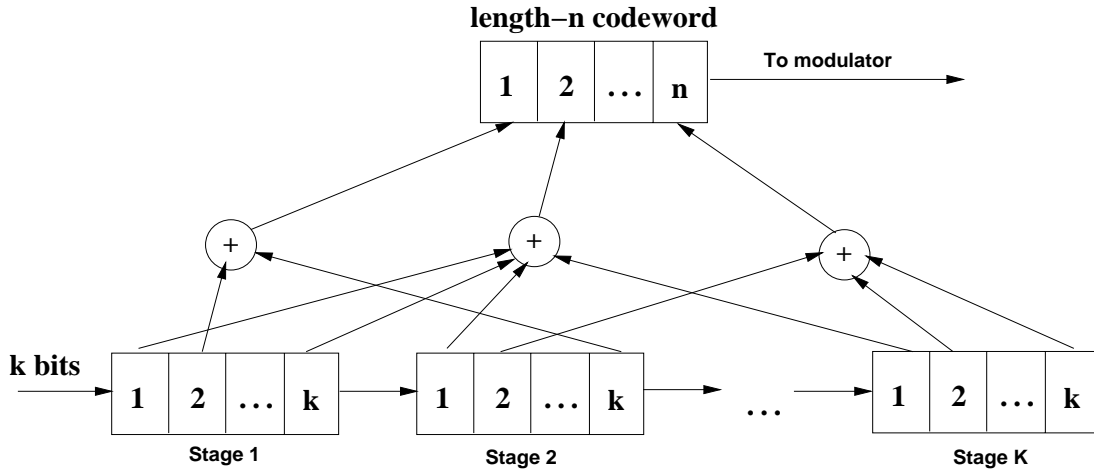 length−n codeword
1 2 ... n
To modulator
+ + +
k bits
1 2 ... k
1 2 ... k
...
1 2 ... k
Stage 1
Stage 2
Stage K